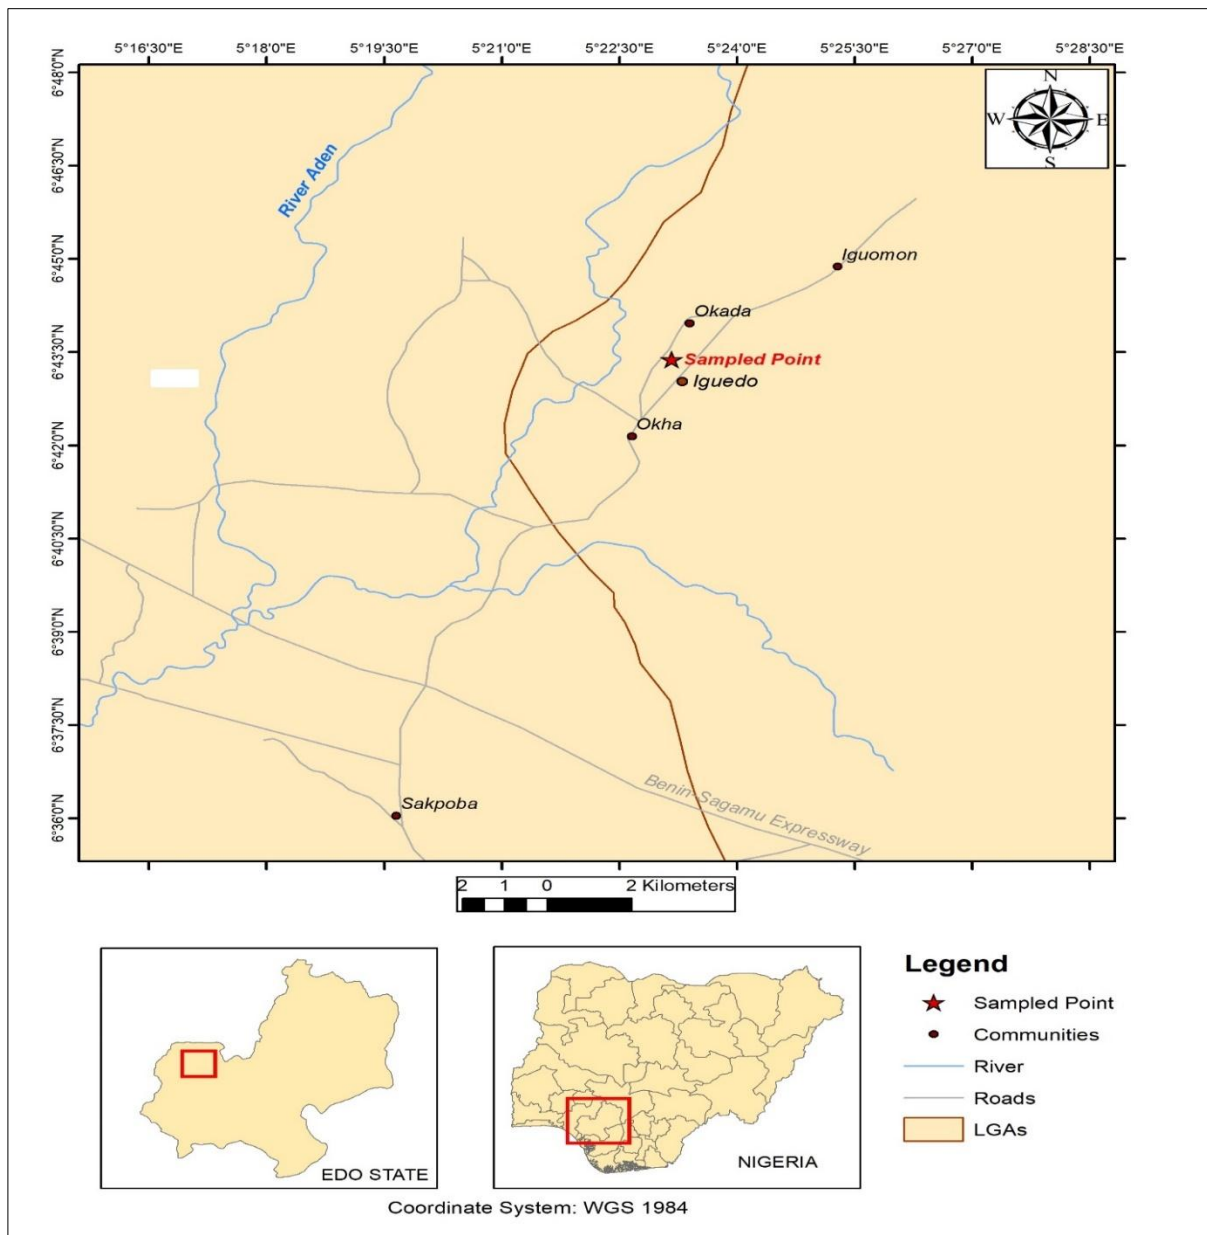 5°16'30"E 5°18'0"E 5°19'30"E 5°21'0"E 5°22'30"E 5°24'0"E 5°25'30"E 5°27'0"E 5°28'30"E
6°48'0"N
6°46'30"N
6°45'0"N
6°43'30"N
6°42'0"N
6°40'30"N
6°39'0"N
6°37'30"N
6°36'0"N
N
W E
S
River Aden
Iguomon
Okada
Sampled Point
Iguedo
Okha
Benin-Sagamu Expressway
Sakpoba
2 1 0 2 Kilometers
EDO STATE
NIGERIA
Legend
Sampled Point
Communities
River
Roads
LGAs
Coordinate System: WGS 1984